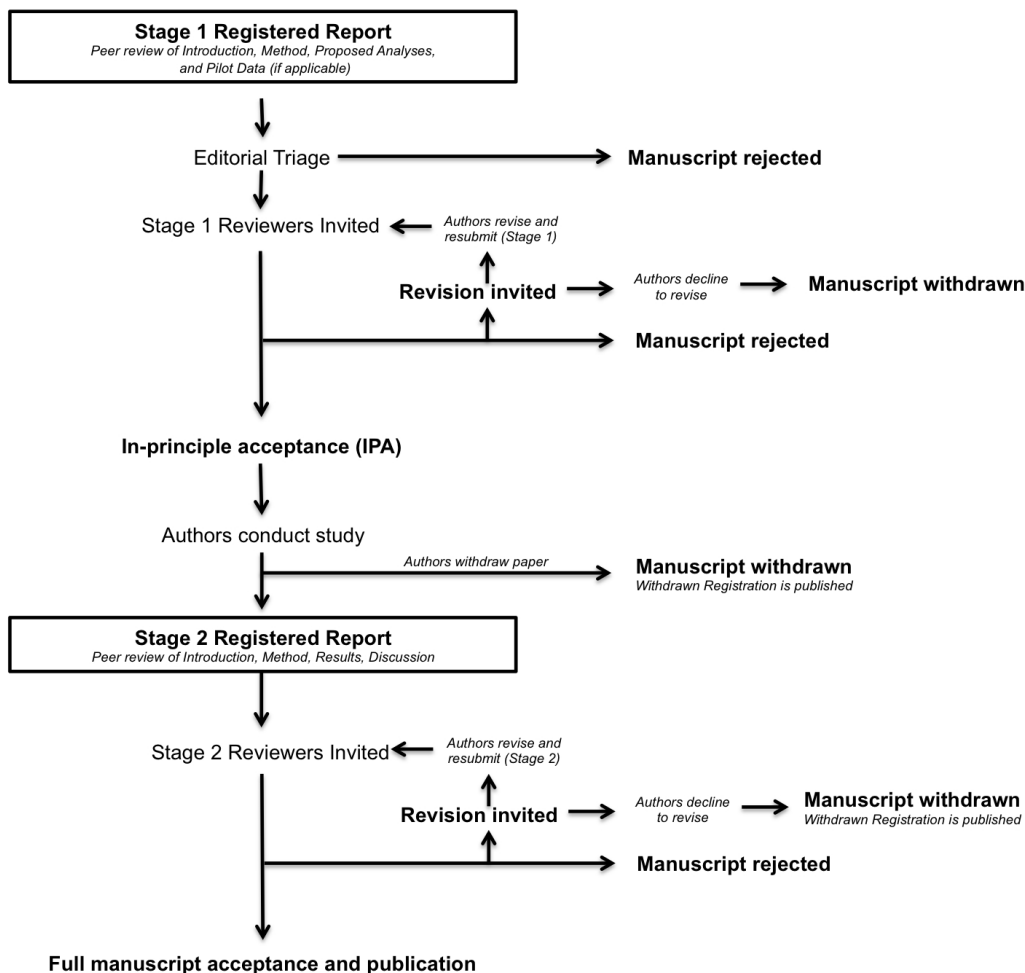 Stage 1 Registered Report
Peer review of Introduction, Method, Proposed Analyses,
and Pilot Data (if applicable)
Editorial Triage
Manuscript rejected
Stage 1 Reviewers Invited
Authors revise and
resubmit (Stage 1)
Revision invited
Authors decline
to revise
Manuscript withdrawn
Manuscript rejected
In-principle acceptance (IPA)
Authors conduct study
Authors withdraw paper
Manuscript withdrawn
Withdrawn Registration is published
Stage 2 Registered Report
Peer review of Introduction, Method, Results, Discussion
Stage 2 Reviewers Invited
Authors revise and
resubmit (Stage 2)
Revision invited
Authors decline
to revise
Manuscript withdrawn
Withdrawn Registration is published
Manuscript rejected
Full manuscript acceptance and publication